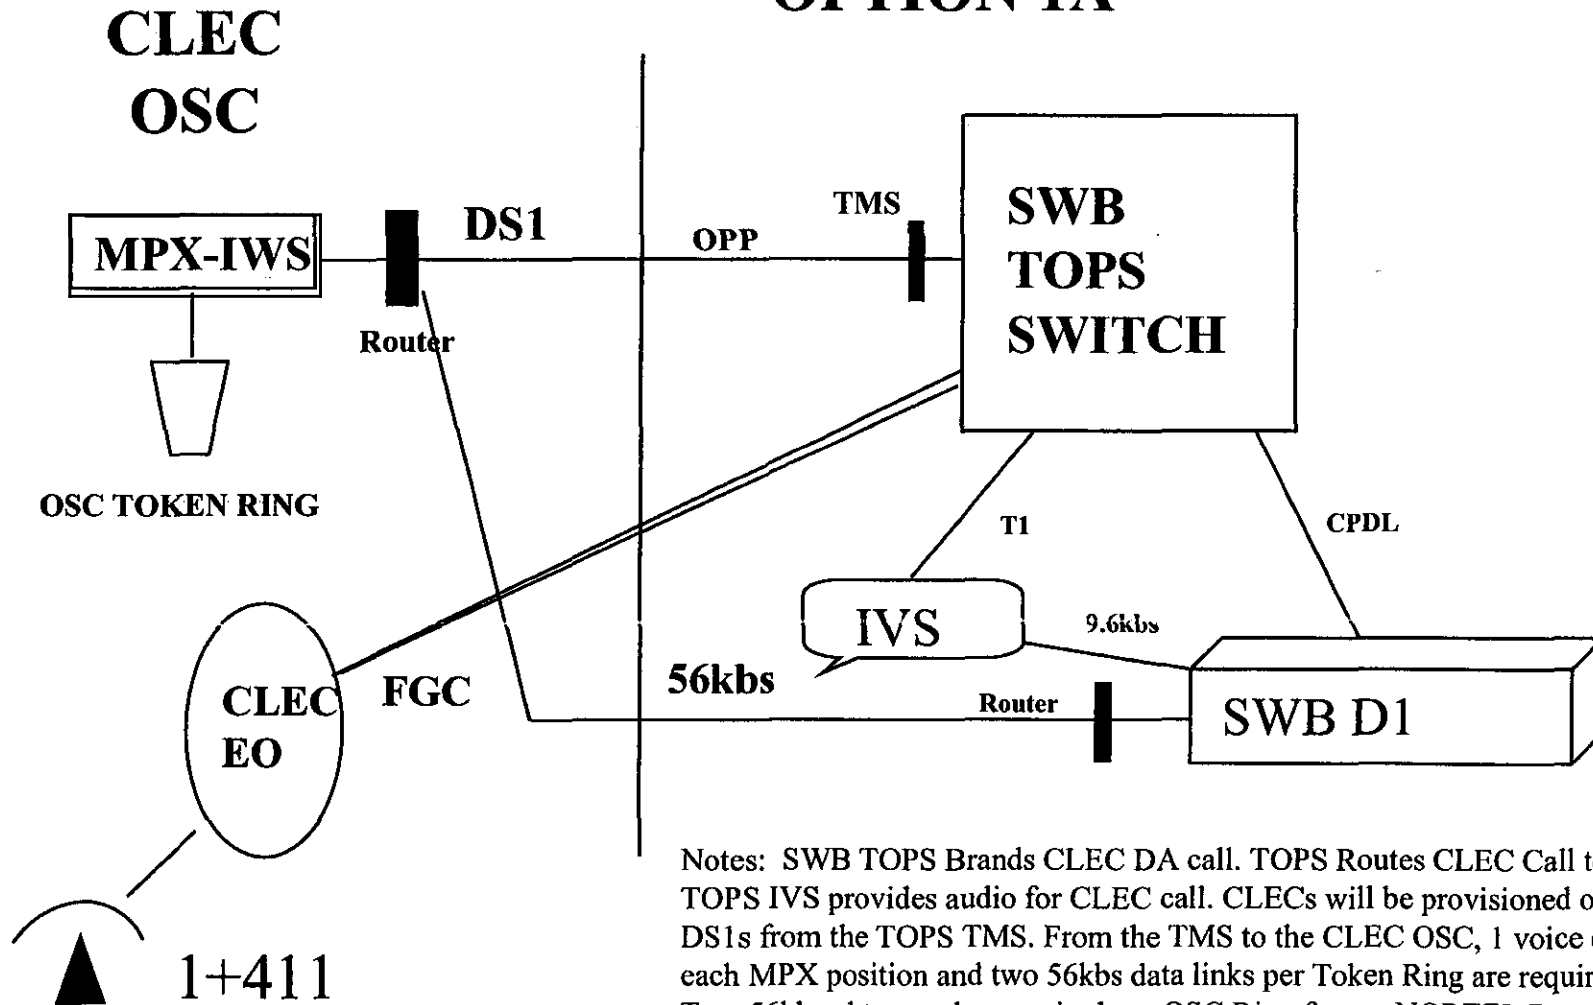 OPTION 1A
CLEC
OSC
MPX-IWS
DS1
OPP
TMS
SWB
TOPS
SWITCH
Router
OSC TOKEN RING
T1
CPDL
IVS
9.6kbs
56kbs
Router
SWB D1
CLEC
EO
FGC
1+411
Notes: SWB TOPS Brands CLEC DA call. TOPS Routes CLEC Call
TOPS IVS provides audio for CLEC call. CLECs will be provisioned
DS1s from the TOPS TMS. From the TMS to the CLEC OSC, 1 voice
each MPX position and two 56kbs data links per Token Ring are